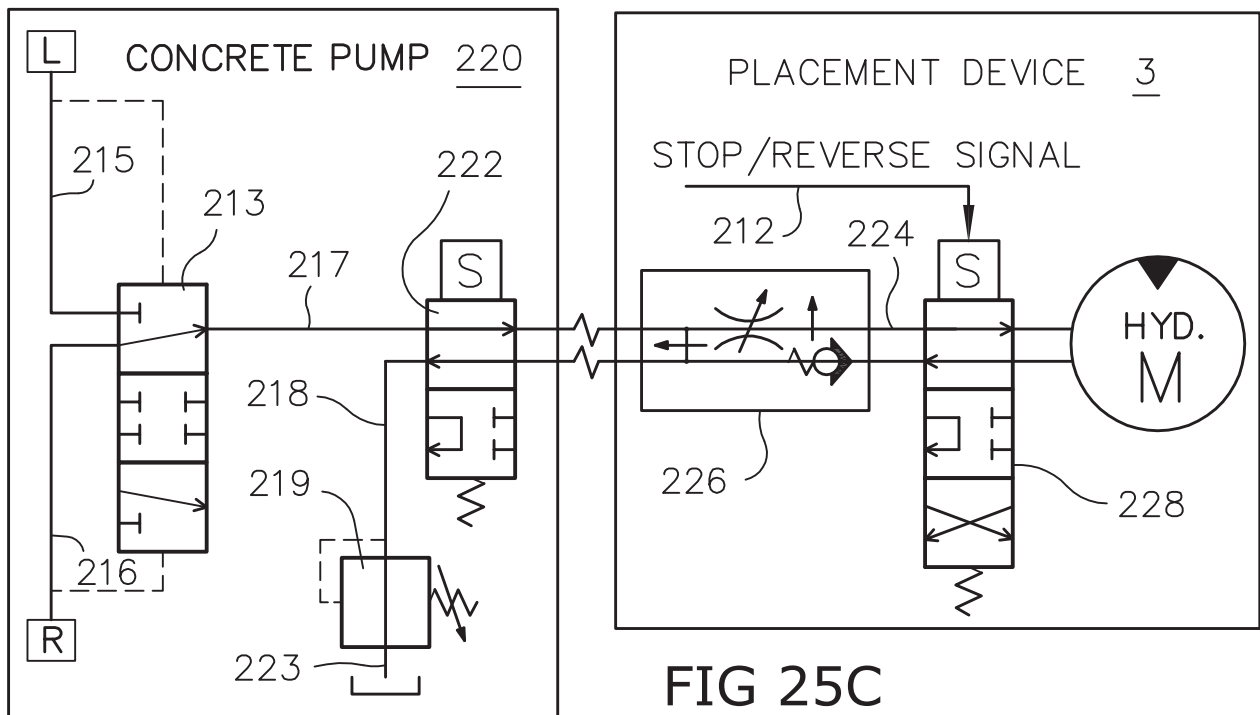 L
CONCRETE PUMP 220
PLACEMENT DEVICE 3
STOP/REVERSE SIGNAL
215
222
213
212
224
217
S
S
HYD.
M
218
226
219
228
216
R
223
FIG 25C